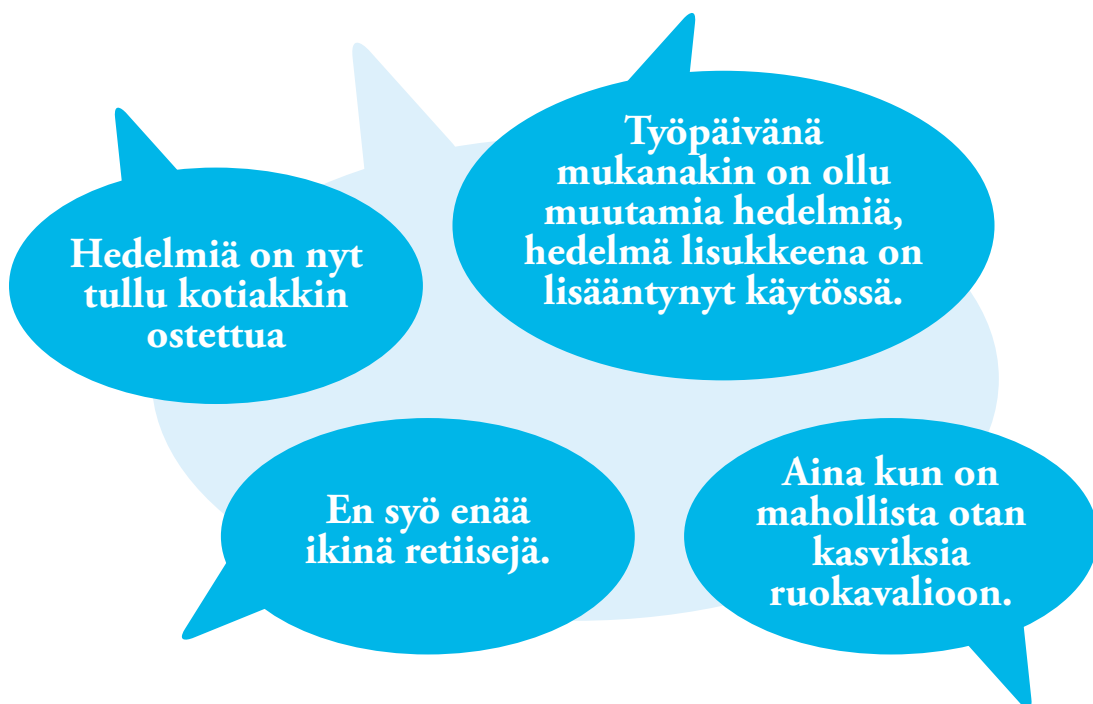 Hedelmiä on nyt
tullu kotiakkin
ostettua
Työpäivänä
mukanakin on ollu
muutamia hedelmiä,
hedelmä lisukkeena on
lisääntynyt käytössä.
En syö enää
ikinä retiisejä.
Aina kun on
mahollista otan
kasviksia
ruokavalioon.